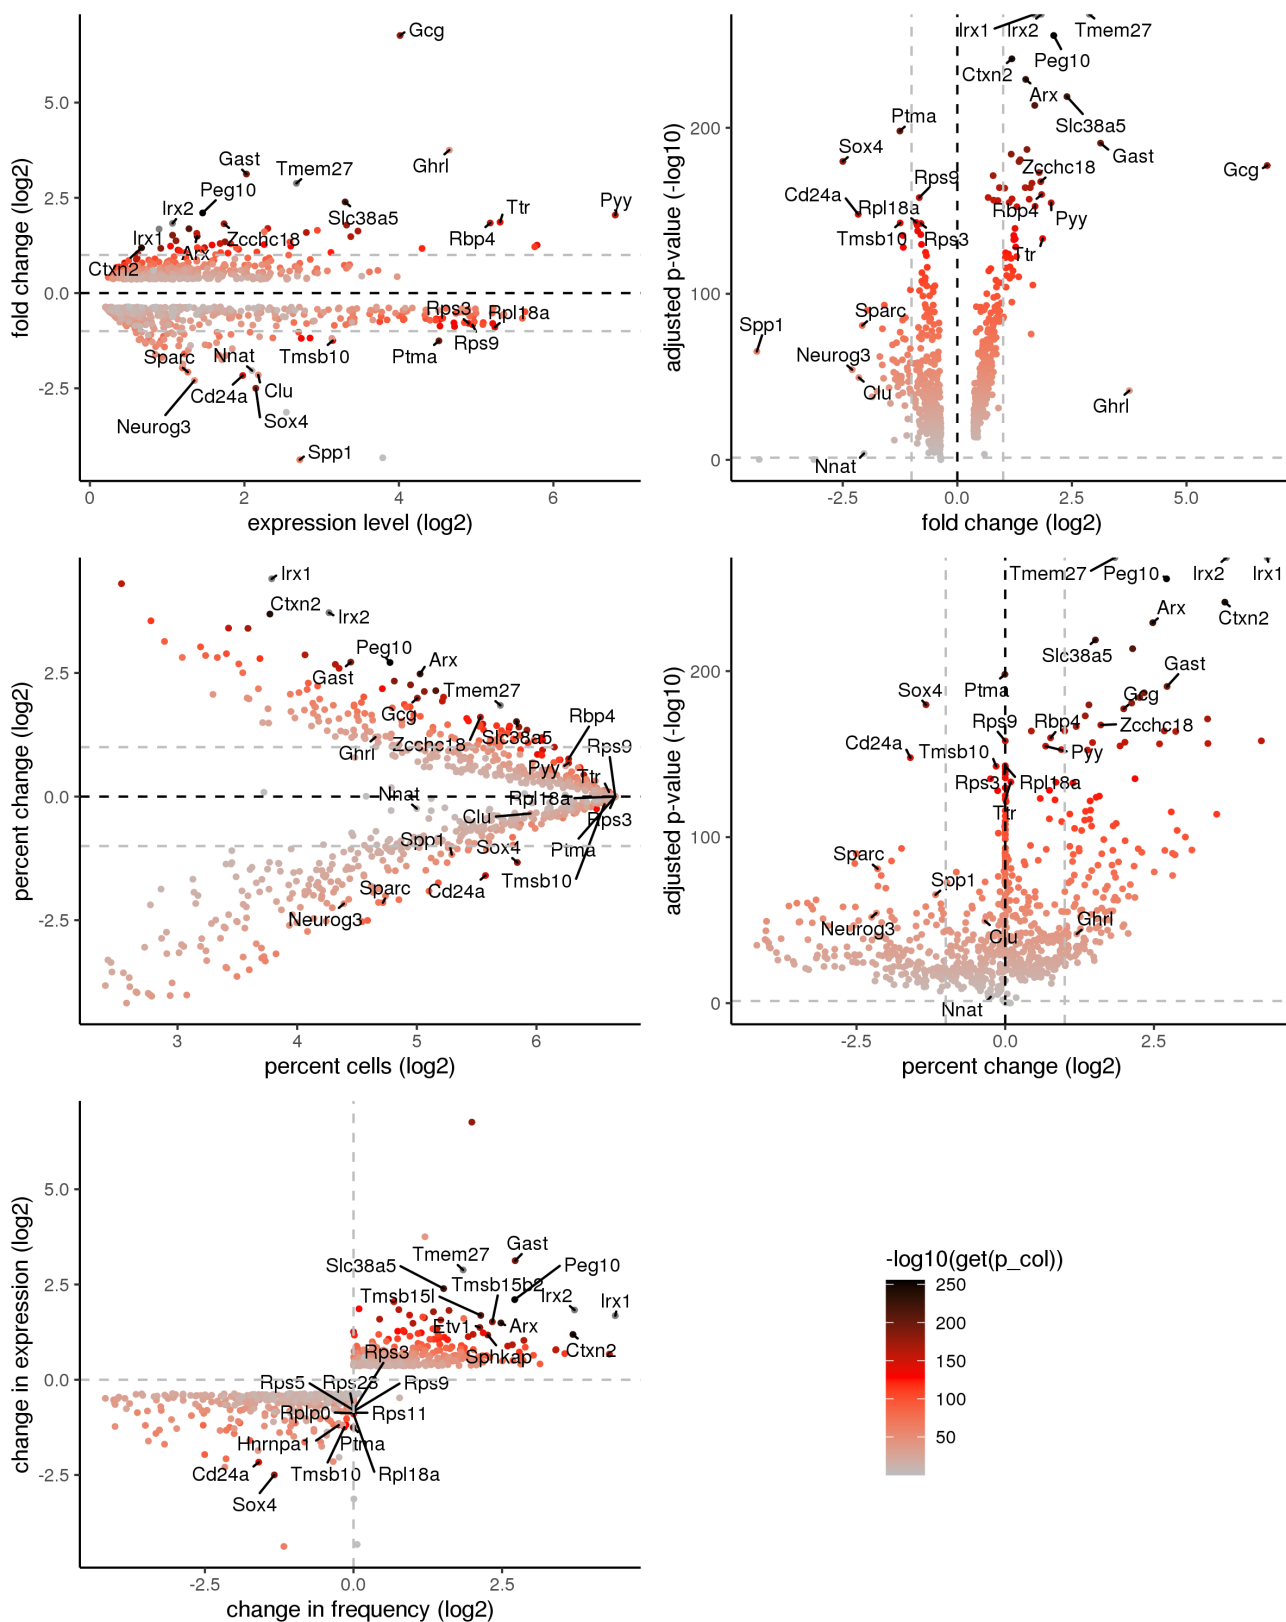 Gcg
5.0
Ghrl
Gast
Tmem27
Peg10
2.5
Irx2
Slc38a5
Ttr
Pyy
Irx1
Zcchc18
Rbp4
Arx
Ctxn2
0.0
Rps3
Rpl18a
Sparc
Nnat
Tmsb10
Ptma
Rps9
-2.5
Cd24a
Clu
Neurog3
Sox4
Spp1
0
2
4
6
expression level (log2)
fold change (log2)
Irx1
Irx2
Tmem27
Ctxn2
Peg10
Arx
Ptma
200
Slc38a5
Sox4
Gast
Rps9
Zcchc18
Gcg
Cd24a
Rpl18a
Rbp4
Pyy
Tmsb10
Rps3
Ttr
100
Sparc
Spp1
Neurog3
Clu
Ghrl
0
Nnat
-2.5
0.0
2.5
5.0
fold change (log2)
adjusted p-value (-log10)
Irx1
Ctxn2
Irx2
Peg10
Arx
2.5
Gast
Tmem27
Gcg
Rbp4
Ghrl
Zcchc18
Slc38a5
Rps9
Pyy
Ttr
0.0
Nnat
Rpl18a
Clu
Rps3
Spp1
Sox4
Ptma
Sparc
Cd24a
Tmsb10
-2.5
Neurog3
3
4
5
6
percent cells (log2)
percent change (log2)
Tmem27
Peg10
Irx2
Irx1
Arx
Ctxn2
Slc38a5
200
Gast
Sox4
Ptma
Gcg
Rps9
Rbp4
Zcchc18
Cd24a
Tmsb10
Pyy
Rps3
Rpl18a
Ttr
100
Sparc
Spp1
Neurog3
Clu
Ghrl
0
Nnat
-2.5
0.0
2.5
percent change (log2)
adjusted p-value (-log10)
5.0
Gast
Tmem27
Slc38a5
Peg10
2.5
Tmsb15l
Tmsb15b2
Irx2
Irx1
Etv1
Arx
Rps3
Sphkap
Ctxn2
0.0
Rps5
Rps28
Rps9
Rplp0
Rps11
Hnrnpa1
Ptma
-2.5
Cd24a
Tmsb10
Rpl18a
Sox4
-2.5
0.0
2.5
change in frequency (log2)
change in expression (log2)
-log10(get(p_col))
250
200
150
100
50